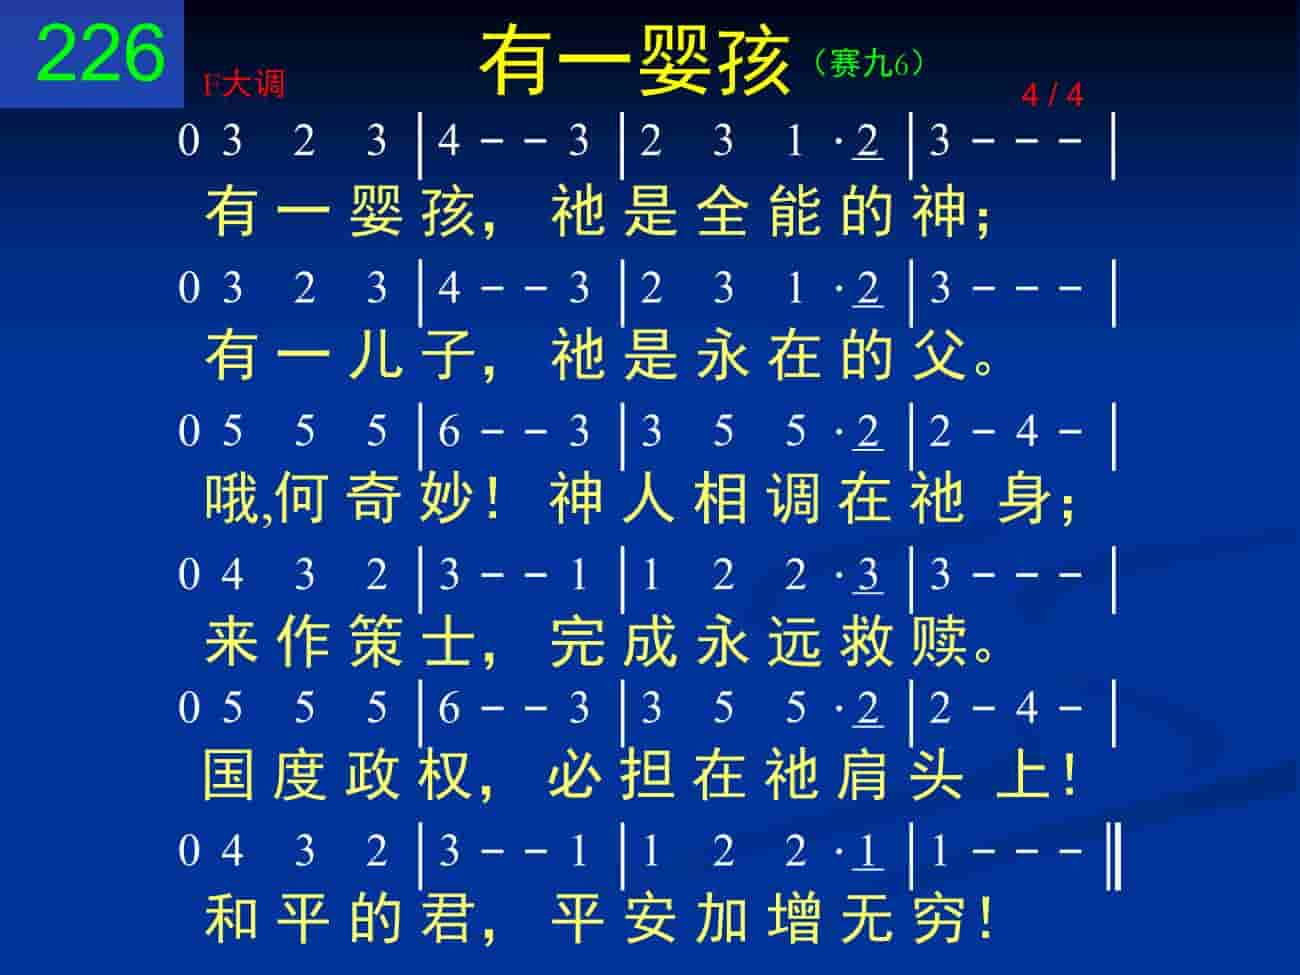 226
有一婴孩（赛九6）
F大调
4 / 4
0 3 2 3 | 4 - - 3 | 2 3 1 · 2 | 3 - - - |
有一婴孩，祂是全能的神；
0 3 2 3 | 4 - - 3 | 2 3 1 · 2 | 3 - - - |
有一儿子，祂是永在的父。
0 5 5 5 | 6 - - 3 | 3 5 5 · 2 | 2 - 4 - |
哦,何奇妙！神人相调在祂身；
0 4 3 2 | 3 - - 1 | 1 2 2 · 3 | 3 - - - |
来作策士，完成永远救赎。
0 5 5 5 | 6 - - 3 | 3 5 5 · 2 | 2 - 4 - |
国度政权，必担在祂肩头上！
0 4 3 2 | 3 - - 1 | 1 2 2 · 1 | 1 - - - ‖
和平的君，平安加增无穷！